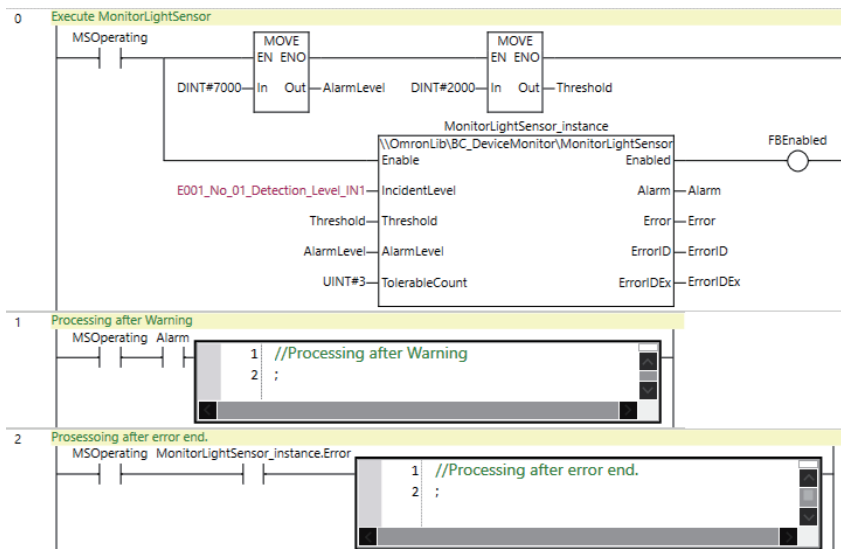 0 Execute MonitorLightSensor
MSOperating
MOVE MOVE
EN ENO EN ENO
DINT#7000 In Out AlarmLevel DINT#2000 In Out Threshold
MonitorLightSensor_instance
\\OmronLib\BC_DeviceMonitor\MonitorLightSensor FBEnabled
Enable Enabled
E001_No_01_Detection_Level_IN1 IncidentLevel Alarm Alarm
Threshold Threshold Error Error
AlarmLevel AlarmLevel ErrorID ErrorID
UINT#3 TolerableCount ErrorIDEx ErrorIDEx
1 Processing after Warning
MSOperating Alarm
1 //Processing after Warning
2 ;
2 Prosessoing after error end.
MSOperating MonitorLightSensor_instance.Error
1 //Processing after error end.
2 ;